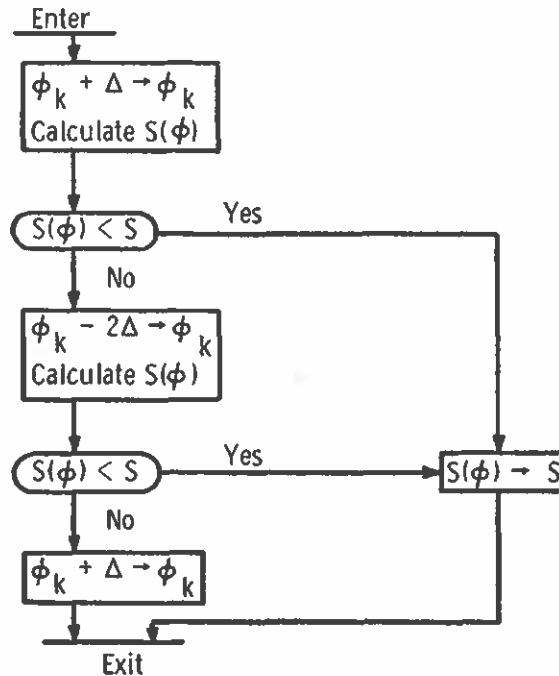 Enter
ϕk + Δ → ϕk
Calculate S(ϕ)
S(ϕ) < S
Yes
No
ϕk - 2Δ → ϕk
Calculate S(ϕ)
S(ϕ) < S
Yes
S(ϕ) → S
No
ϕk + Δ → ϕk
Exit